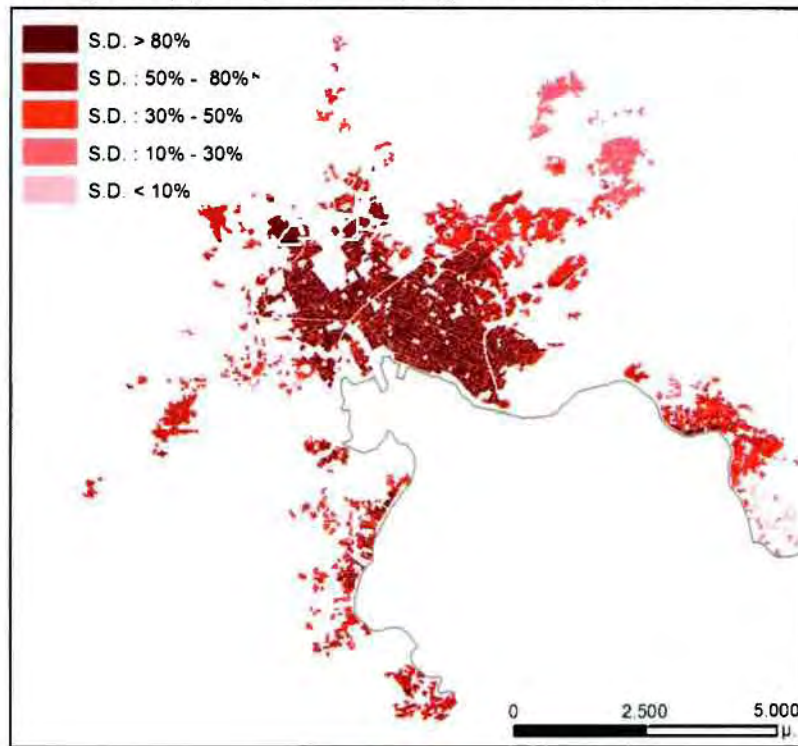 S.D. > 80%
S.D. : 50% - 80%
S.D. : 30% - 50%
S.D. : 10% - 30%
S.D. < 10%
0 2,500 5.000
μ.